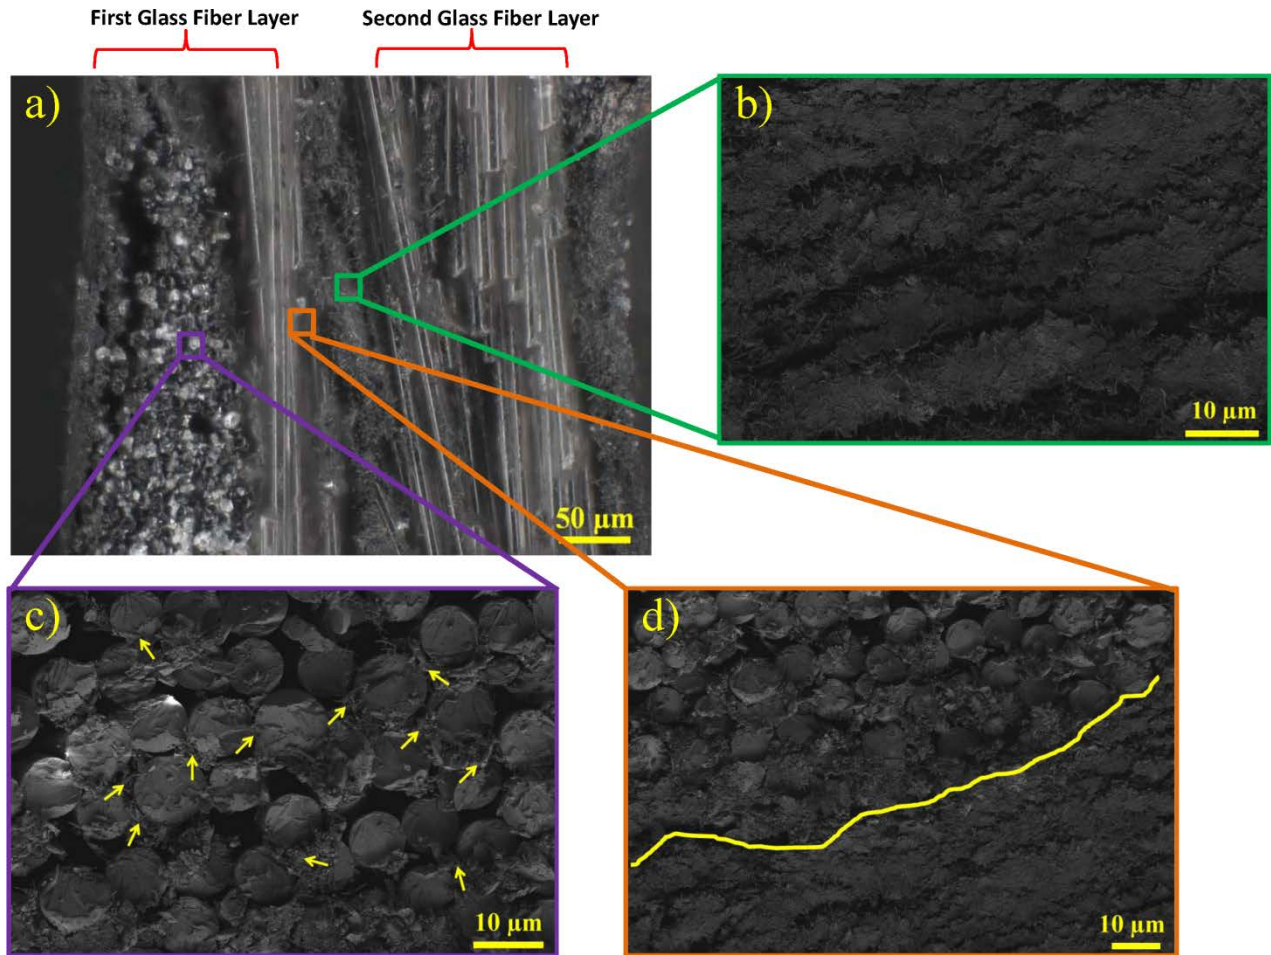 First Glass Fiber Layer
Second Glass Fiber Layer
a)
b)
50 µm
10 µm
c)
d)
10 µm
10 µm